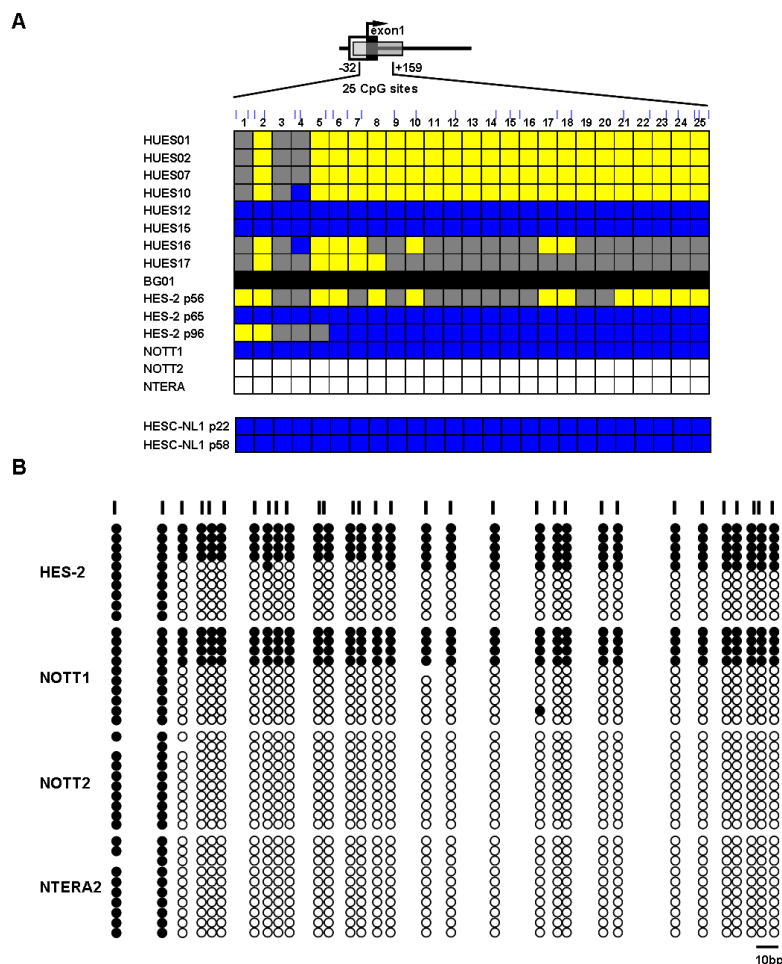 A
exon1
-32
+159
25 CpG sites
1 2 3 4 5 6 7 8 9 10 11 12 13 14 15 16 17 18 19 20 21 22 23 24 25
HUES01
HUES02
HUES07
HUES10
HUES12
HUES15
HUES16
HUES17
BG01
HES-2 p56
HES-2 p65
HES-2 p96
NOTT1
NOTT2
NTERA
HESC-NL1 p22
HESC-NL1 p58
B
HES-2
NOTT1
NOTT2
NTERA2
10bp